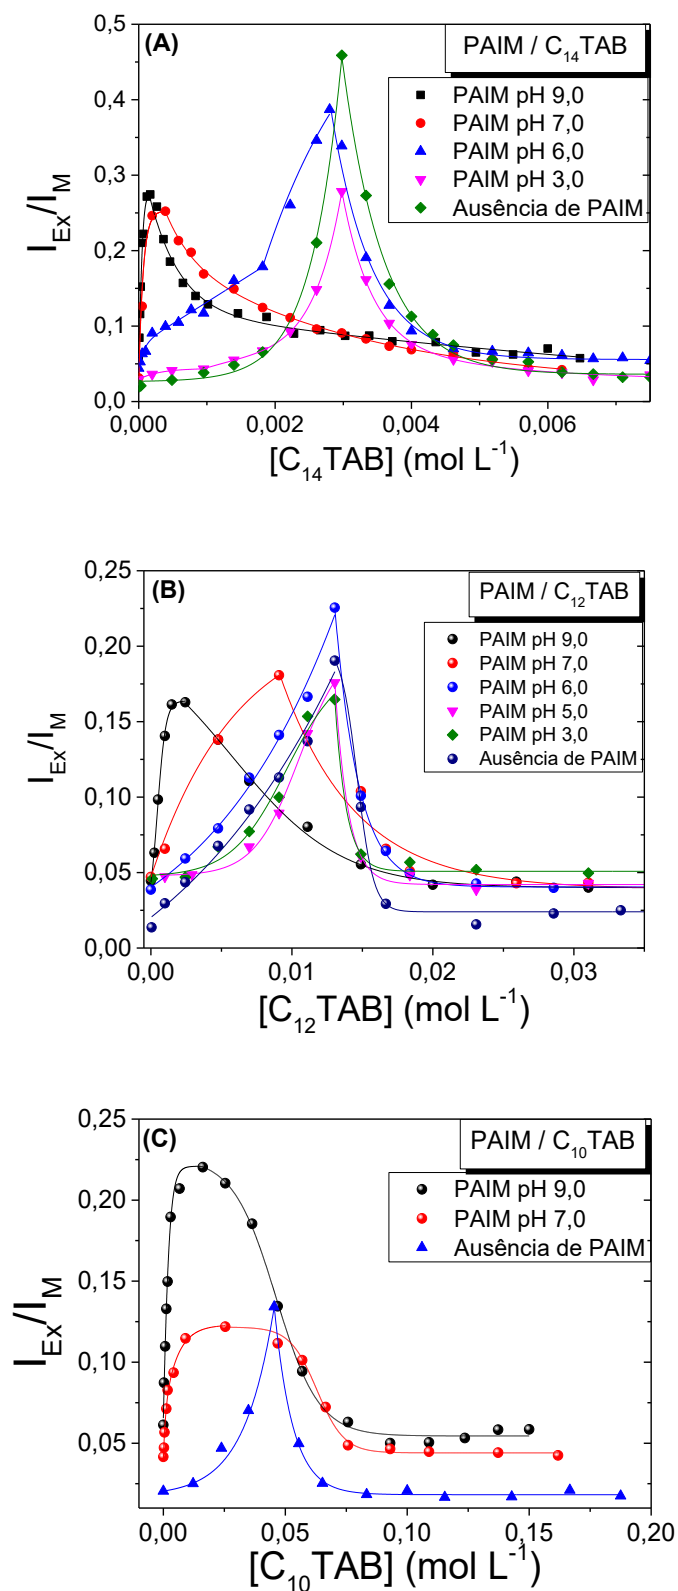 (A)
PAIM / C₁₄TAB
PAIM pH 9,0
PAIM pH 7,0
PAIM pH 6,0
PAIM pH 3,0
Ausência de PAIM
0,5
0,4
0,3
0,2
0,1
0,0
I_Ex/I_M
0,000 0,002 0,004 0,006
[C₁₄TAB] (mol L⁻¹)
(B)
PAIM / C₁₂TAB
PAIM pH 9,0
PAIM pH 7,0
PAIM pH 6,0
PAIM pH 5,0
PAIM pH 3,0
Ausência de PAIM
0,25
0,20
0,15
0,10
0,05
0,00
I_Ex/I_M
0,00 0,01 0,02 0,03
[C₁₂TAB] (mol L⁻¹)
(C)
PAIM / C₁₀TAB
PAIM pH 9,0
PAIM pH 7,0
Ausência de PAIM
0,25
0,20
0,15
0,10
0,05
I_Ex/I_M
0,00 0,05 0,10 0,15 0,20
[C₁₀TAB] (mol L⁻¹)